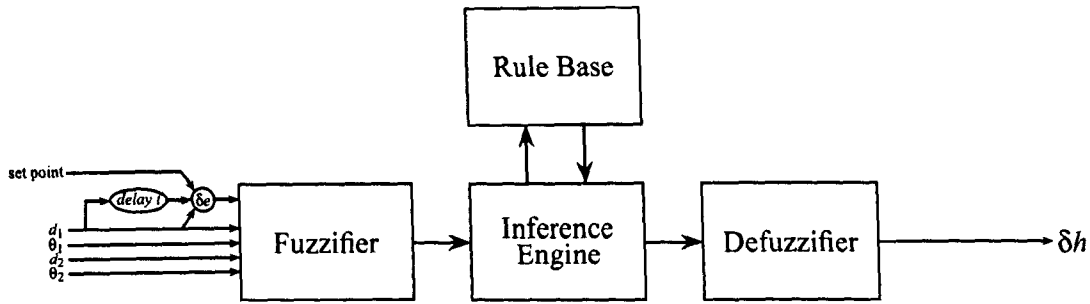 Rule Base
set point
delay t
δe
d₁
θ₁
d₂
θ₂
Fuzzifier
Inference
Engine
Defuzzifier
δh